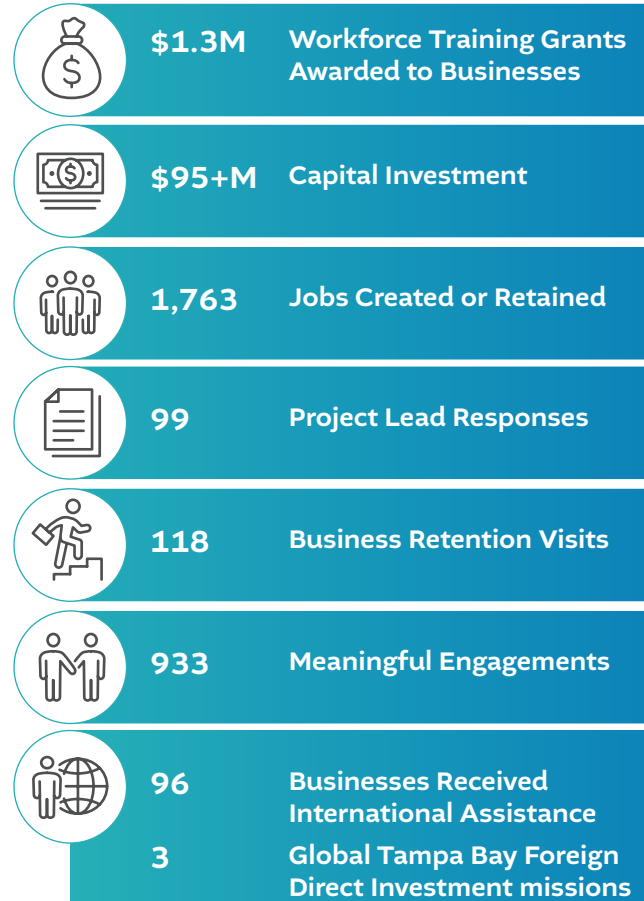 $1.3M Workforce Training Grants
Awarded to Businesses
$95+M Capital Investment
1,763 Jobs Created or Retained
99 Project Lead Responses
118 Business Retention Visits
933 Meaningful Engagements
96 Businesses Received
International Assistance
3 Global Tampa Bay Foreign
Direct Investment missions